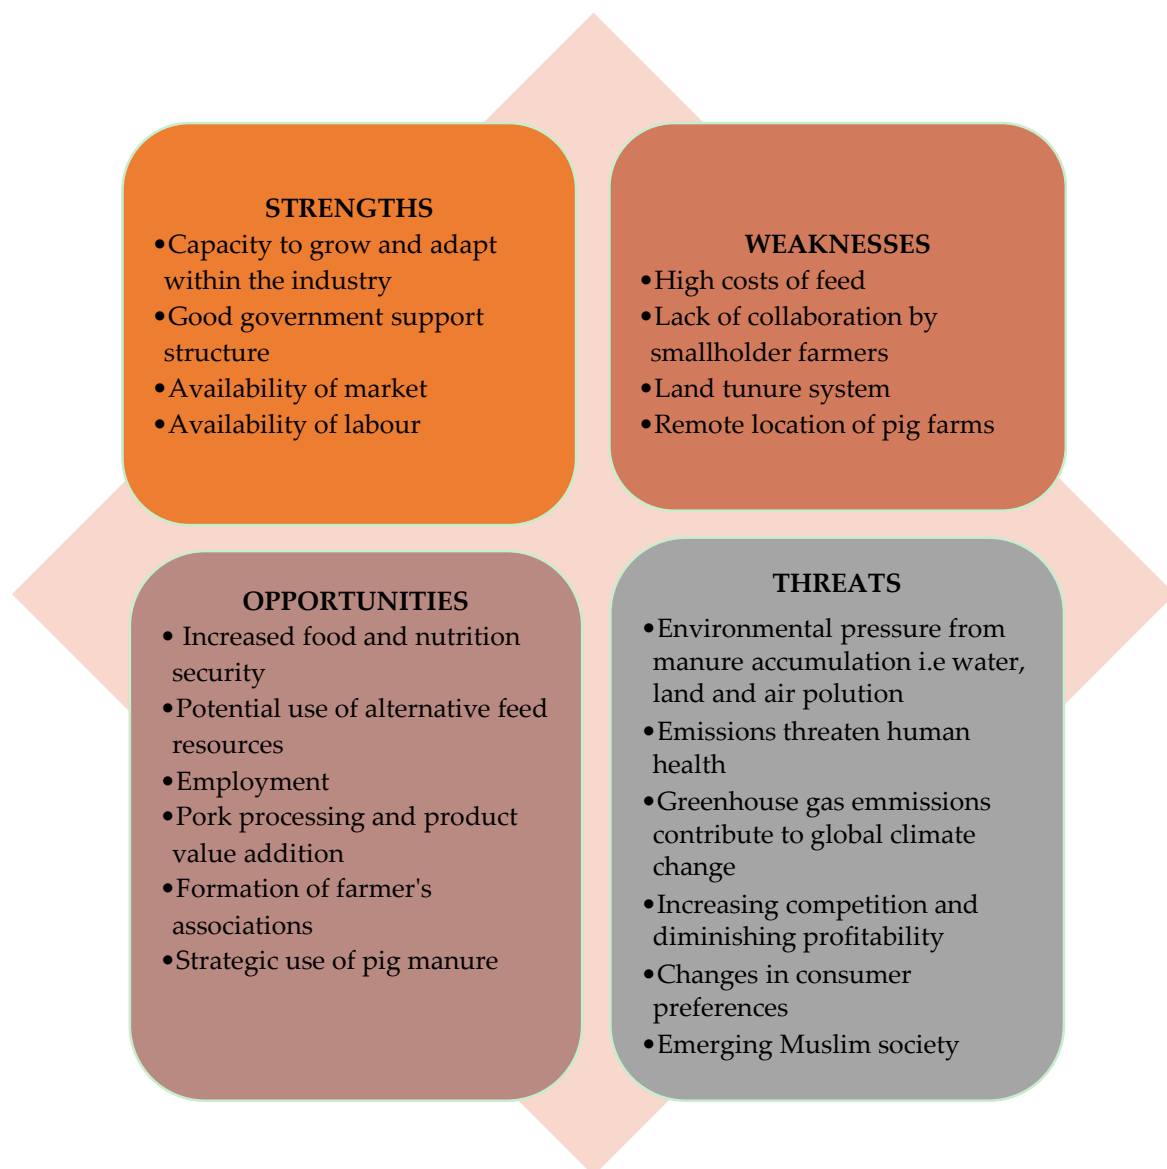 STRENGTHS
•Capacity to grow and adapt
within the industry
•Good government support
structure
•Availability of market
•Availability of labour
WEAKNESSES
•High costs of feed
•Lack of collaboration by
smallholder farmers
•Land tunure system
•Remote location of pig farms
OPPORTUNITIES
• Increased food and nutrition
security
•Potential use of alternative feed
resources
•Employment
•Pork processing and product
value addition
•Formation of farmer's
associations
•Strategic use of pig manure
THREATS
•Environmental pressure from
manure accumulation i.e water,
land and air polution
•Emissions threaten human
health
•Greenhouse gas emmissions
contribute to global climate
change
•Increasing competition and
diminishing profitability
•Changes in consumer
preferences
•Emerging Muslim society